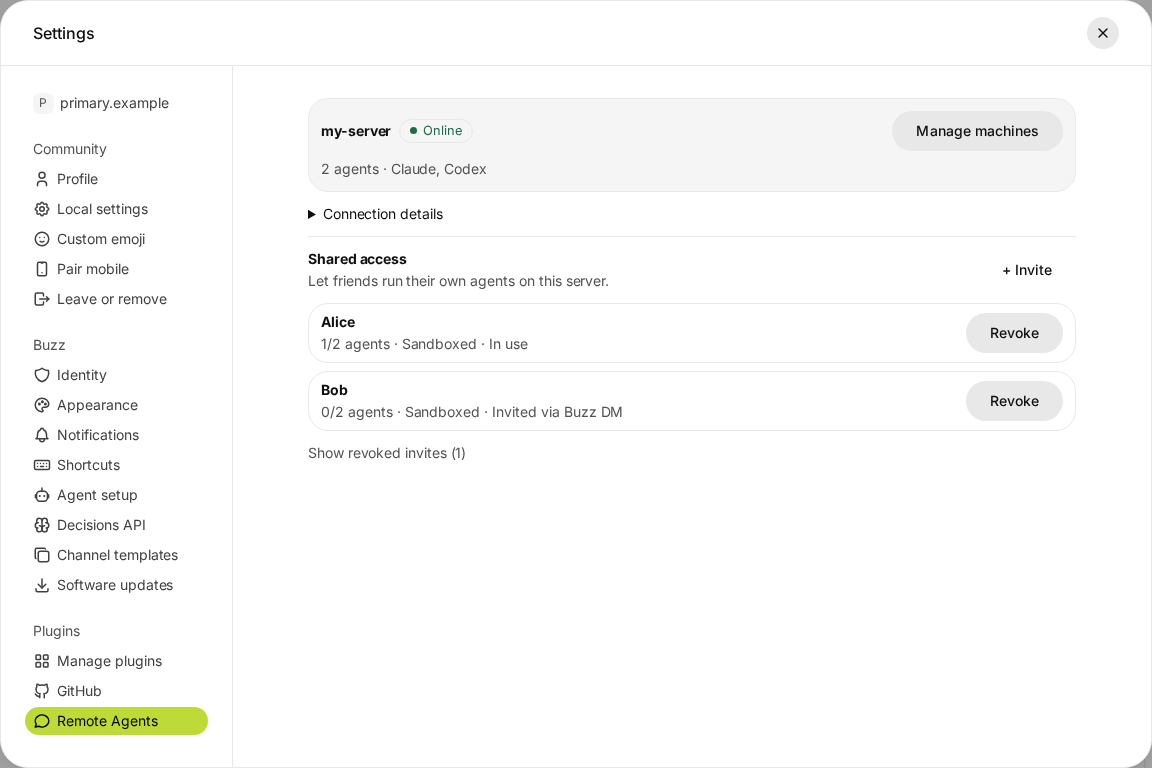 Settings
P primary.example
Community
Profile
Local settings
Custom emoji
Pair mobile
Leave or remove
Buzz
Identity
Appearance
Notifications
Shortcuts
Agent setup
Decisions API
Channel templates
Software updates
Plugins
Manage plugins
GitHub
Remote Agents
my-server Online Manage machines
2 agents · Claude, Codex
Connection details
Shared access
Let friends run their own agents on this server.
+ Invite
Alice
1/2 agents · Sandboxed · In use
Revoke
Bob
0/2 agents · Sandboxed · Invited via Buzz DM
Revoke
Show revoked invites (1)